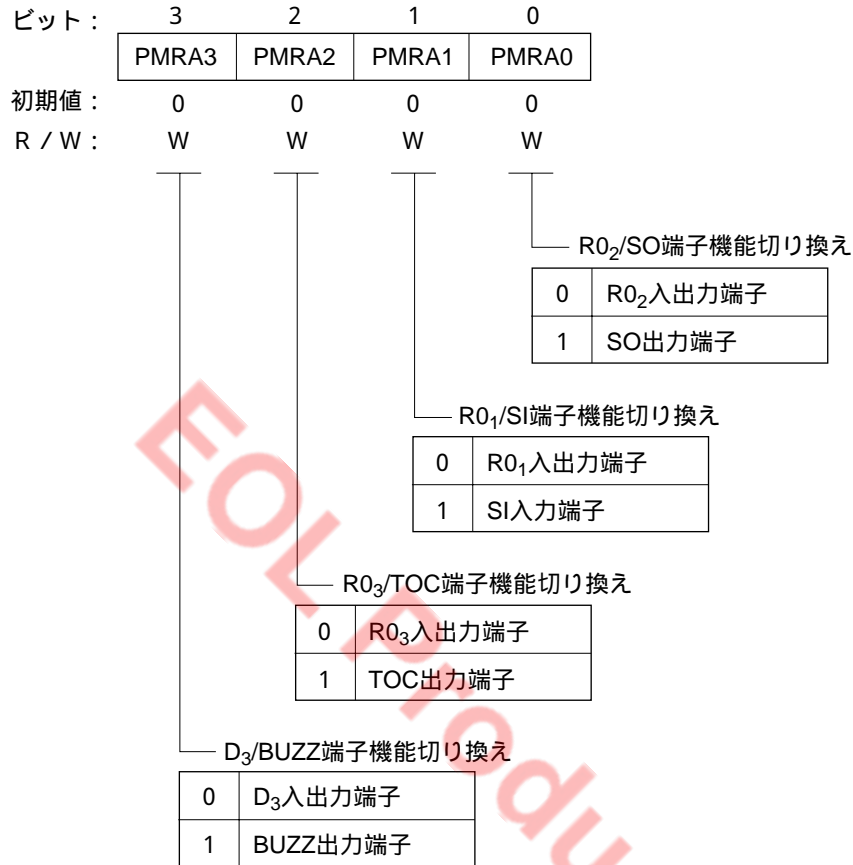 ビット： 3 2 1 0
PMRA3 PMRA2 PMRA1 PMRA0
初期値： 0 0 0 0
R／W： W W W W
R0₂/SO端子機能切り換え
0 R0₂入出力端子
1 SO出力端子
R0₁/SI端子機能切り換え
0 R0₁入出力端子
1 SI入力端子
R0₃/TOC端子機能切り換え
0 R0₃入出力端子
1 TOC出力端子
D₃/BUZZ端子機能切り換え
0 D₃入出力端子
1 BUZZ出力端子
EOL Produ